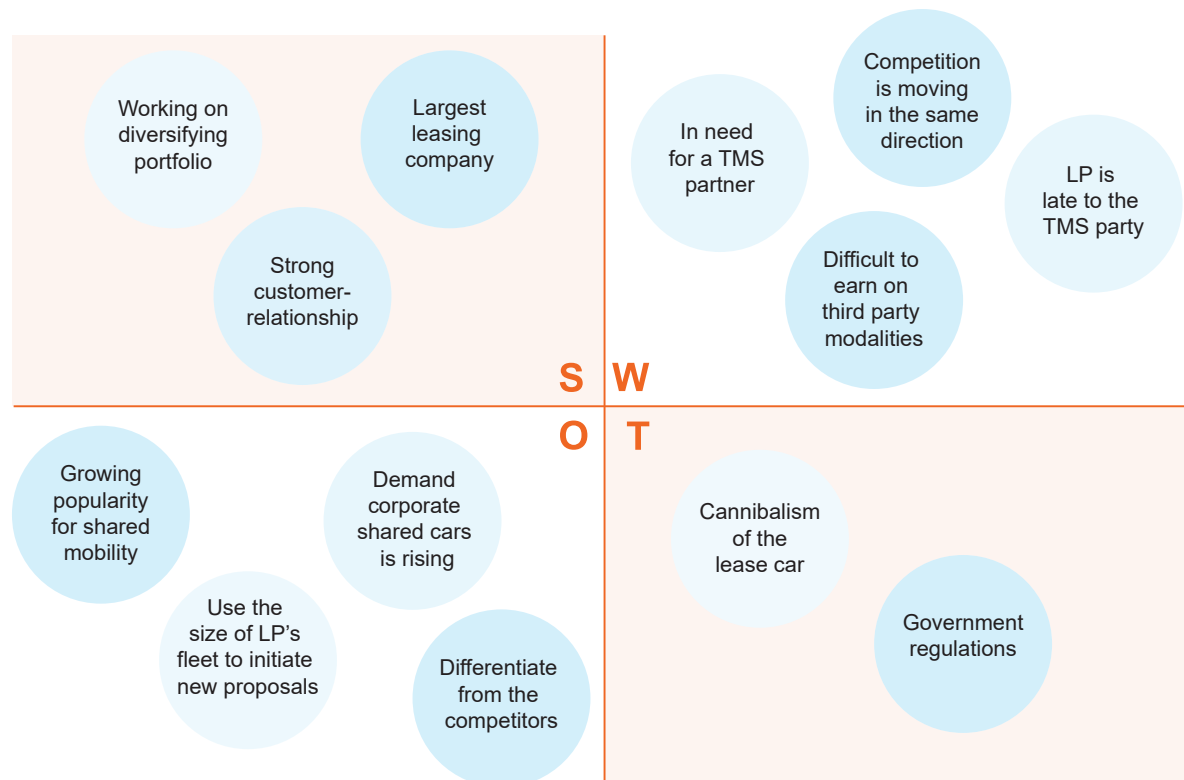 Working on
diversifying
portfolio
Largest
leasing
company
Strong
customer-
relationship
S
In need
for a TMS
partner
Competition
is moving
in the same
direction
LP is
late to the
TMS party
Difficult to
earn on
third party
modalities
W
O
Growing
popularity
for shared
mobility
Demand
corporate
shared cars
is rising
Use the
size of LP’s
fleet to initiate
new proposals
Differentiate
from the
competitors
T
Cannibalism
of the
lease car
Government
regulations